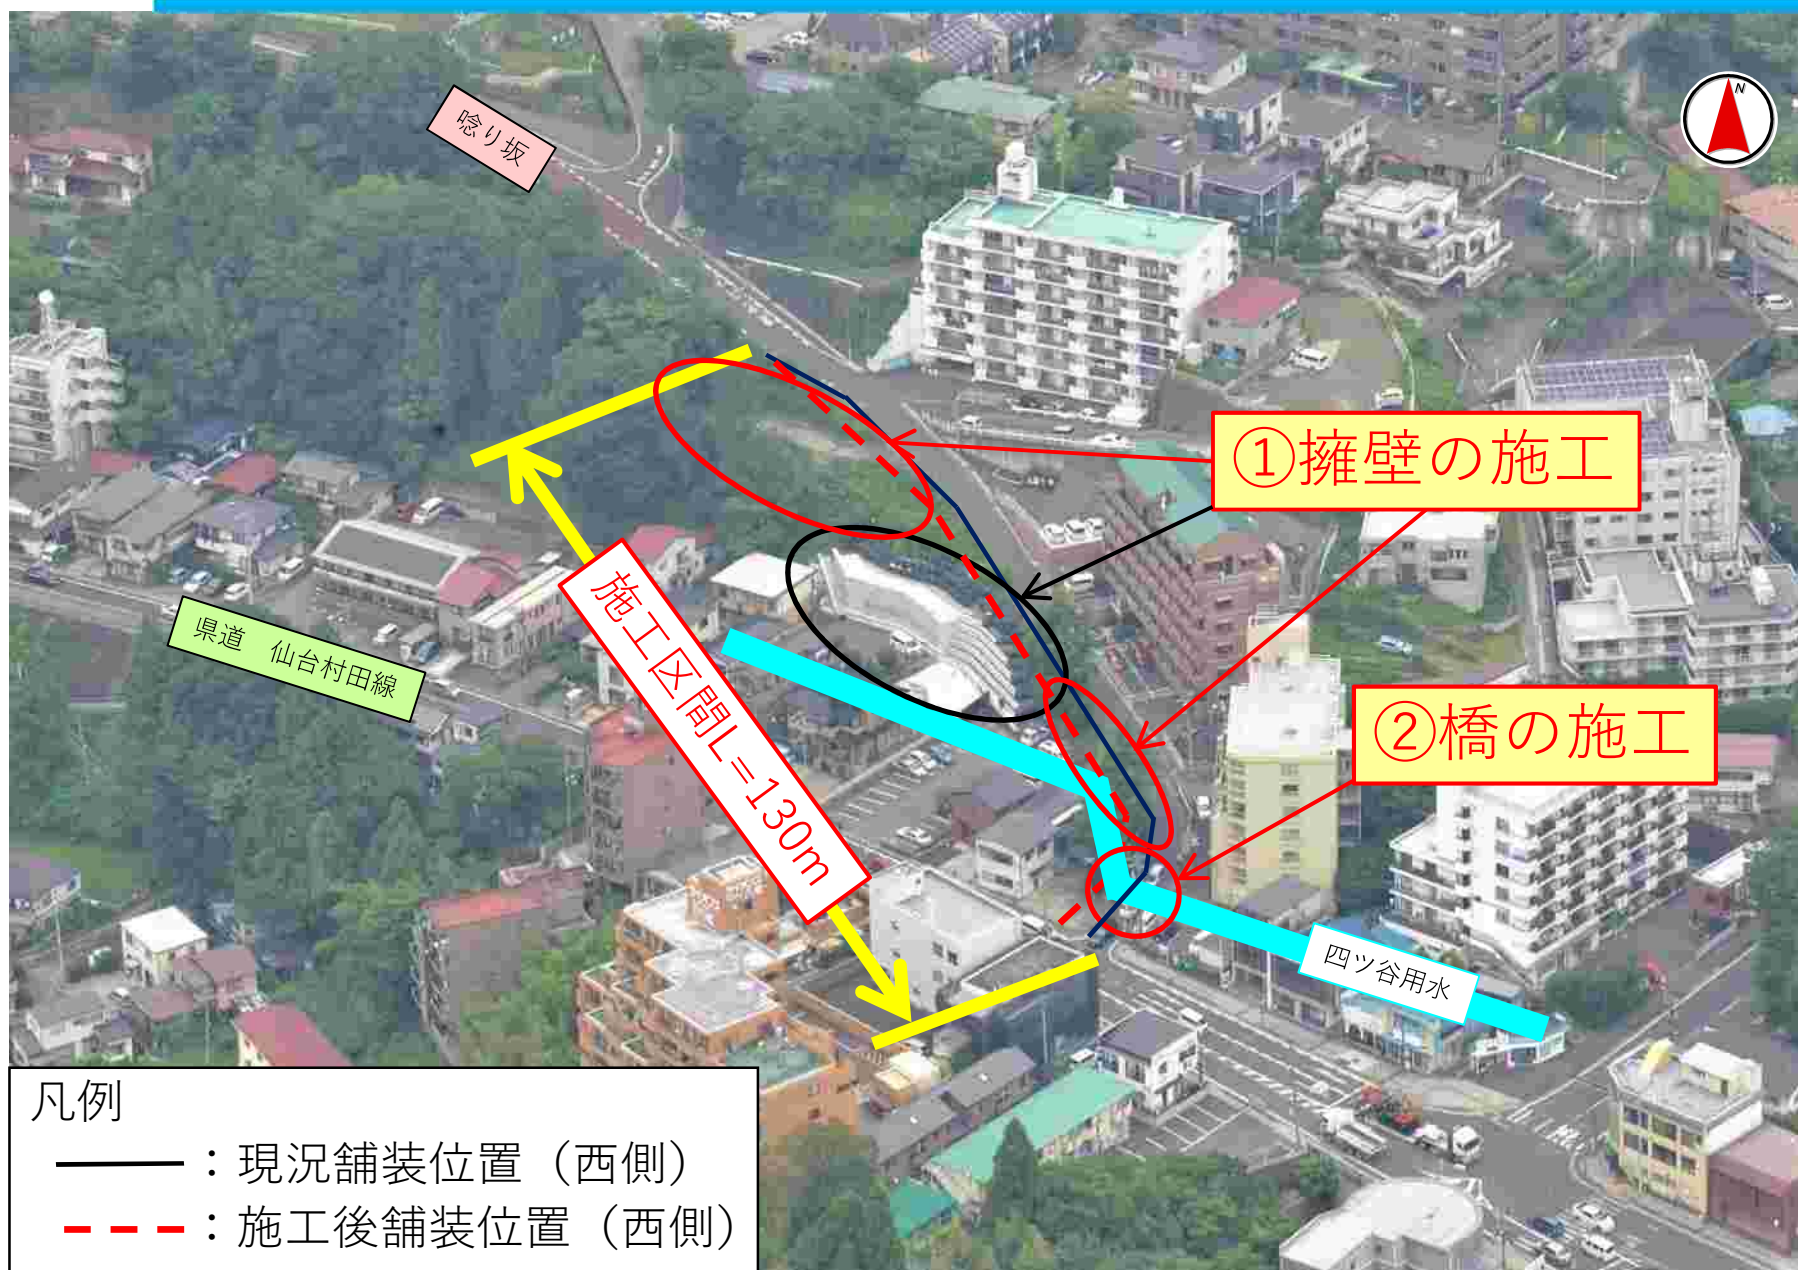 N
唸り坂
①擁壁の施工
県道　仙台村田線
施工区間L=130m
②橋の施工
四ツ谷用水
凡例
：現況舗装位置（西側）
：施工後舗装位置（西側）